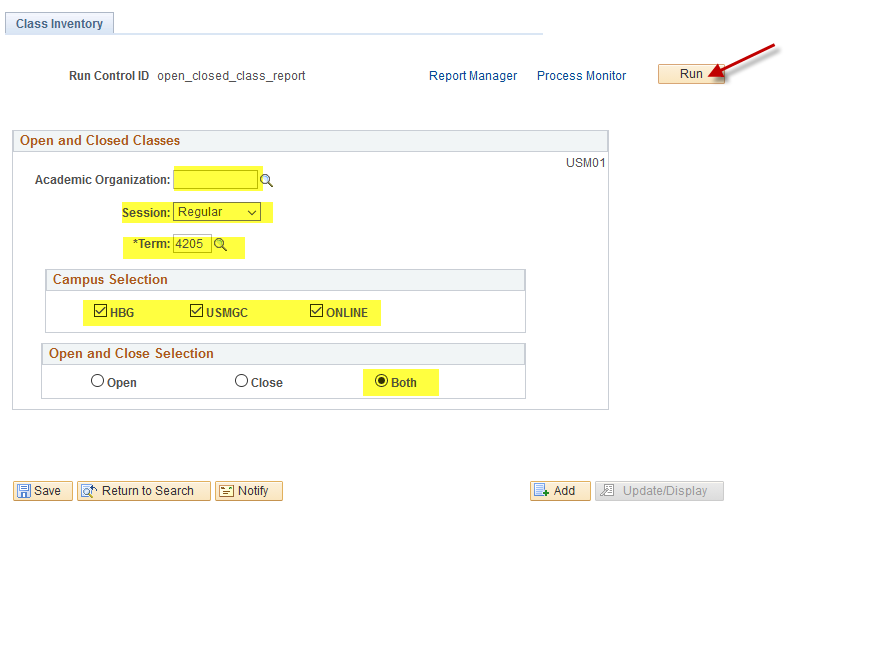 Class Inventory
Run Control ID open_closed_class_report Report Manager Process Monitor Run
Open and Closed Classes
USM01
Academic Organization:
Session: Regular
*Term: 4205
Campus Selection
HBG USMGC ONLINE
Open and Close Selection
Open Close Both
Save Return to Search Notify Add Update/Display